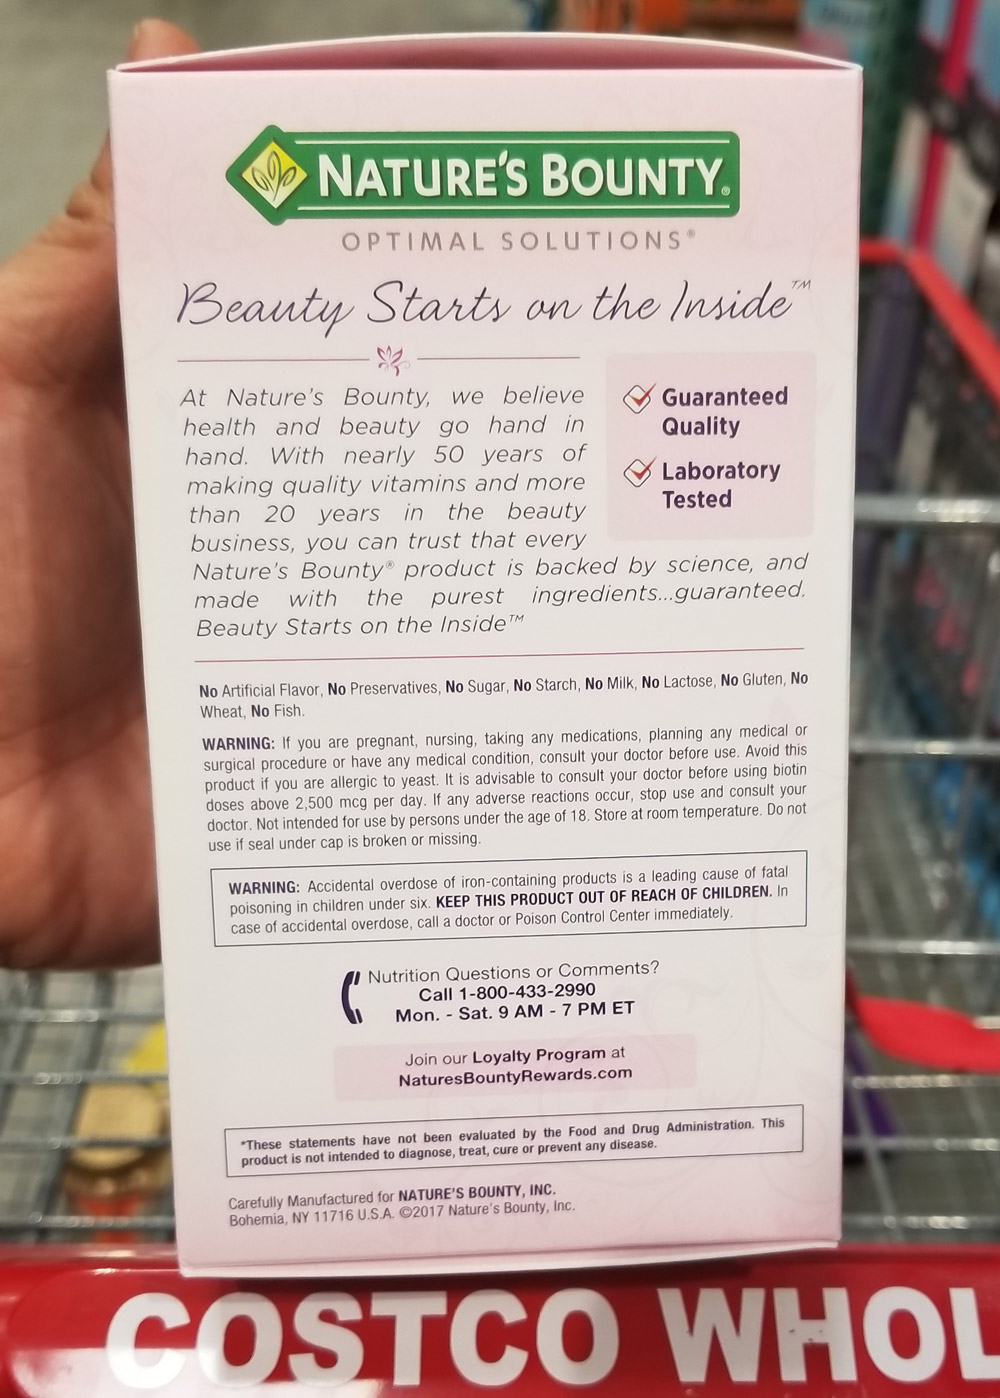 NATURE'S BOUNTY®
OPTIMAL SOLUTIONS®
Beauty Starts on the Inside™
At Nature's Bounty, we believe
health and beauty go hand in
hand. With nearly 50 years of
making quality vitamins and more
than 20 years in the beauty
business, you can trust that every
Nature's Bounty® product is backed by science, and
made with the purest ingredients...guaranteed.
Beauty Starts on the Inside™
Guaranteed
Quality
Laboratory
Tested
No Artificial Flavor, No Preservatives, No Sugar, No Starch, No Milk, No Lactose, No Gluten, No
Wheat, No Fish.
WARNING: If you are pregnant, nursing, taking any medications, planning any medical or
surgical procedure or have any medical condition, consult your doctor before use. Avoid this
product if you are allergic to yeast. It is advisable to consult your doctor before using biotin
doses above 2,500 mcg per day. If any adverse reactions occur, stop use and consult your
doctor. Not intended for use by persons under the age of 18. Store at room temperature. Do not
use if seal under cap is broken or missing.
WARNING: Accidental overdose of iron-containing products is a leading cause of fatal
poisoning in children under six. KEEP THIS PRODUCT OUT OF REACH OF CHILDREN. In
case of accidental overdose, call a doctor or Poison Control Center immediately.
Nutrition Questions or Comments?
Call 1-800-433-2990
Mon. - Sat. 9 AM - 7 PM ET
Join our Loyalty Program at
NaturesBountyRewards.com
*These statements have not been evaluated by the Food and Drug Administration. This
product is not intended to diagnose, treat, cure or prevent any disease.
Carefully Manufactured for NATURE'S BOUNTY, INC.
Bohemia, NY 11716 U.S.A. ©2017 Nature's Bounty, Inc.
COSTCO WHOL